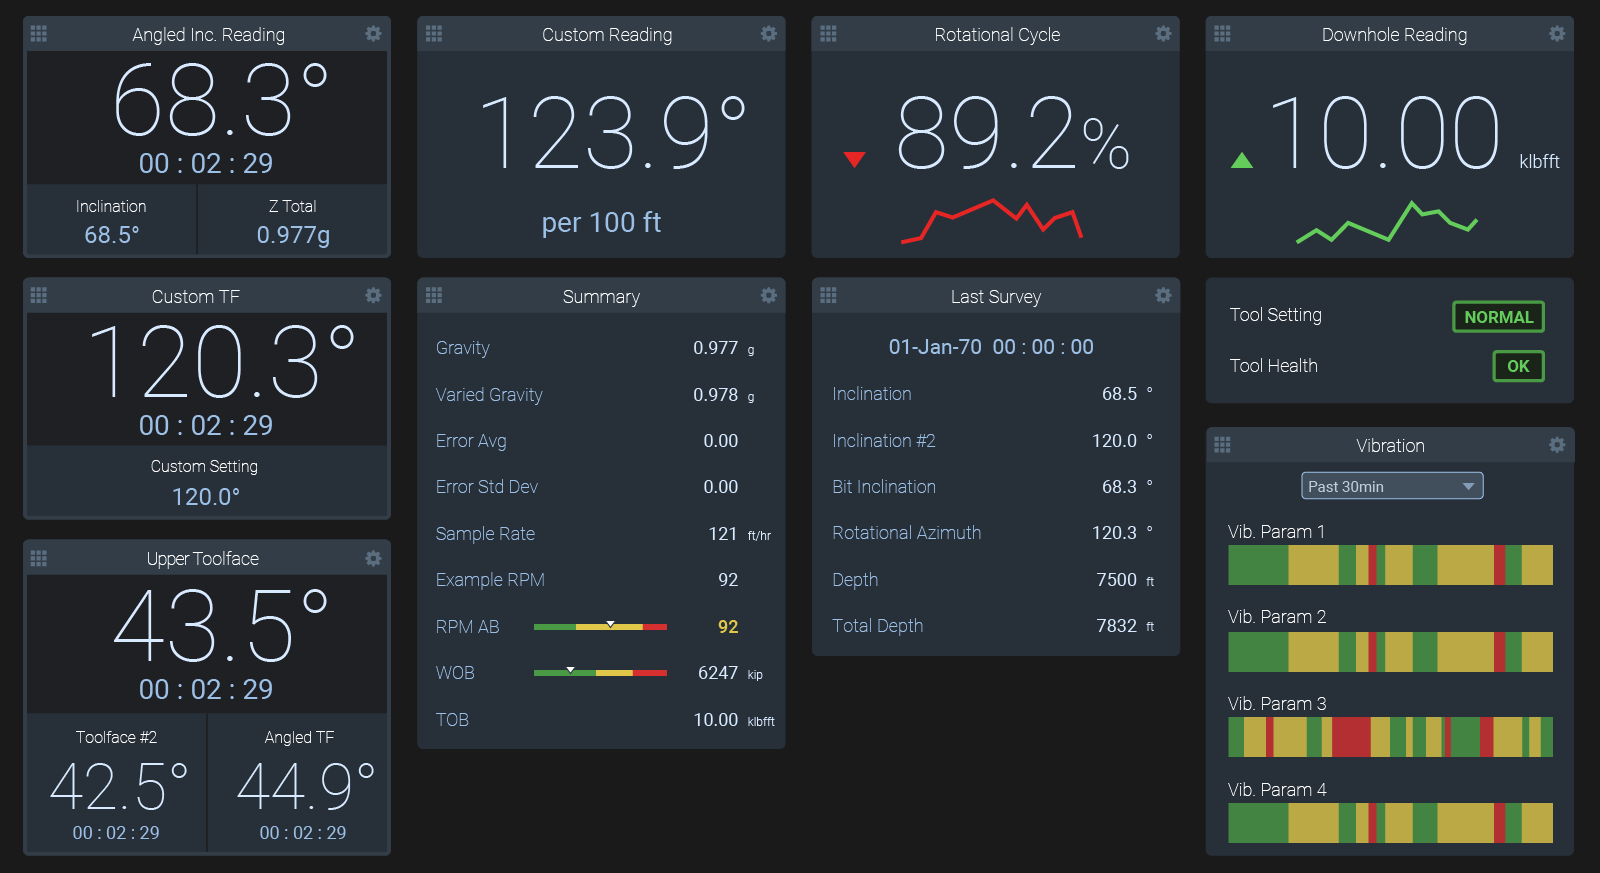 Angled Inc. Reading
68.3°
00 : 02 : 29
Inclination
68.5°
Z Total
0.977g
Custom Reading
123.9°
per 100 ft
Rotational Cycle
89.2%
Downhole Reading
10.00 klbfft
Custom TF
120.3°
00 : 02 : 29
Custom Setting
120.0°
Summary
Gravity 0.977 g
Varied Gravity 0.978 g
Error Avg 0.00
Error Std Dev 0.00
Sample Rate 121 ft/hr
Example RPM 92
RPM AB 92
WOB 6247 kip
TOB 10.00 klbfft
Last Survey
01-Jan-70 00 : 00 : 00
Inclination 68.5 °
Inclination #2 120.0 °
Bit Inclination 68.3 °
Rotational Azimuth 120.3 °
Depth 7500 ft
Total Depth 7832 ft
Tool Setting NORMAL
Tool Health OK
Upper Toolface
43.5°
00 : 02 : 29
Toolface #2
42.5°
00 : 02 : 29
Angled TF
44.9°
00 : 02 : 29
Vibration
Past 30min
Vib. Param 1
Vib. Param 2
Vib. Param 3
Vib. Param 4